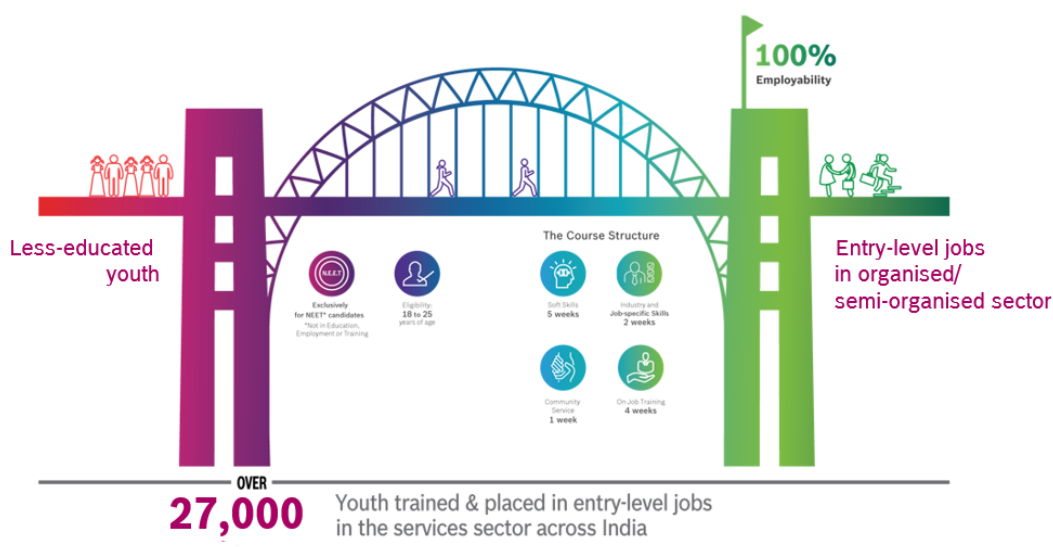 100%
Employability
Less-educated
youth
Entry-level jobs
in organised/
semi-organised sector
The Course Structure
N.E.E.T
Exclusively
for NEET* candidates
*Not in Education,
Employment or Training
Eligibility:
18 to 25
years of age
Soft Skills
5 weeks
Industry and
Job-specific Skills
2 weeks
Community
Service
1 week
On Job Training
4 weeks
OVER
27,000
Youth trained & placed in entry-level jobs
in the services sector across India